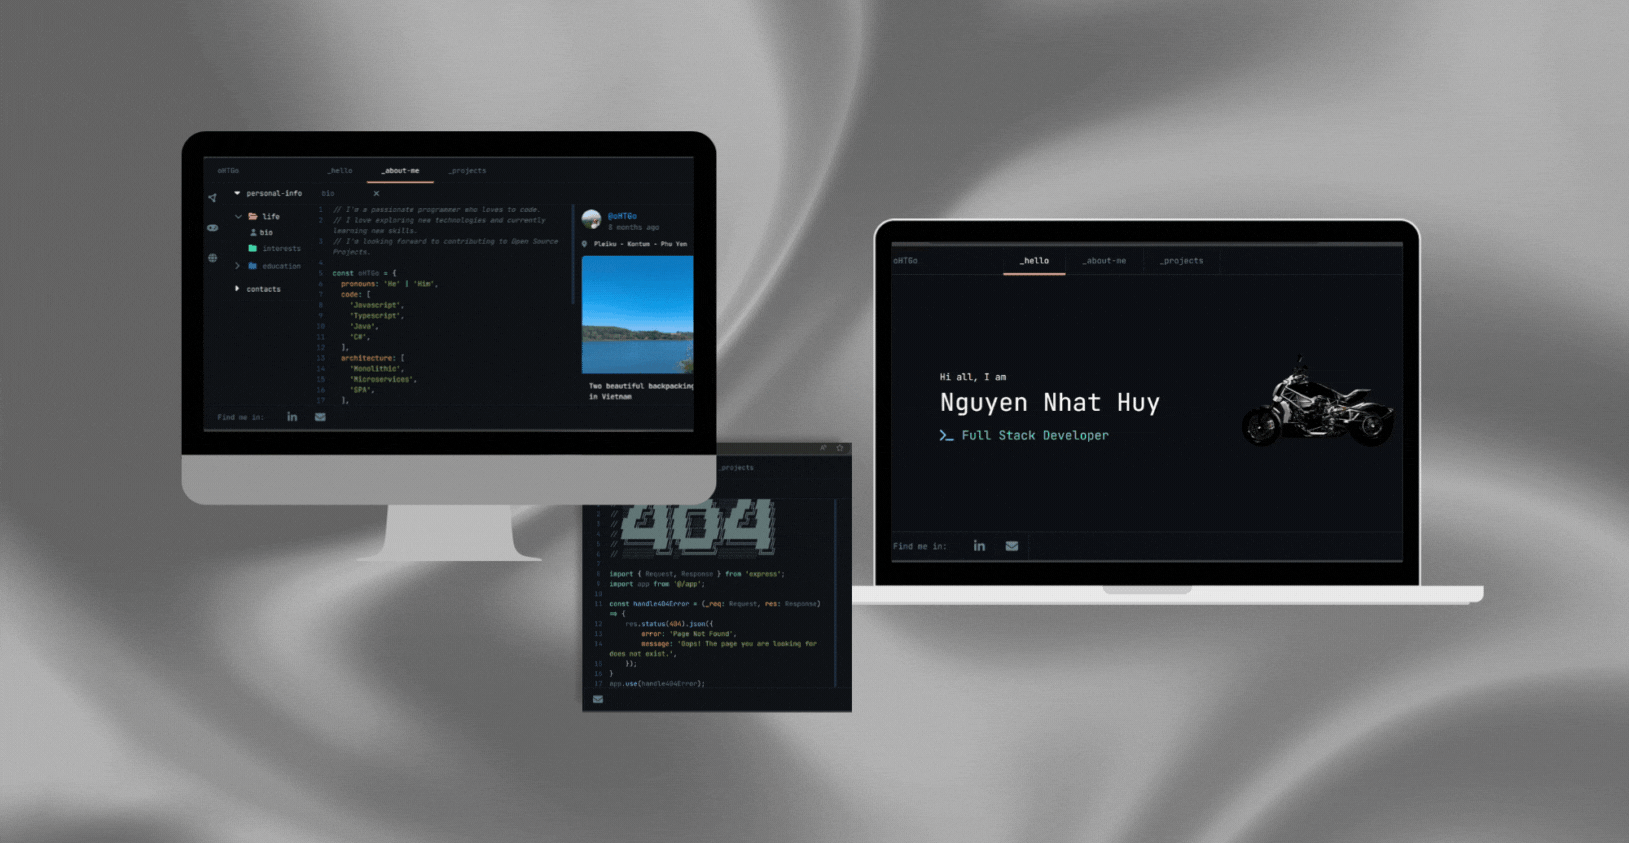 oHTGo
_hello
_about-me
_projects
personal-info
bio
life
bio
interests
education
contacts
1 // I'm a passionate programmer who loves to code.
2 // I love exploring new technologies and currently
learning new skills.
3 // I'm looking forward to contributing to Open Source
Projects.
4
5 const oHTGo = {
6 pronouns: 'He' | 'Him',
7 code: [
8 'Javascript',
9 'Typescript',
10 'Java',
11 'C#',
12 ],
13 architecture: [
14 'Monolithic',
15 'Microservices',
16 'SPA',
17 ],
@oHTGo
8 months ago
Pleiku - Kontum - Phu Yen
Two beautiful backpacking
in Vietnam
Find me in:
_projects
404
2 //
3 //
4 //
5 //
6 //
7
8 import { Request, Response } from 'express';
9 import app from '@/app';
10
11 const handle404Error = (_req: Request, res: Response)
=> {
12 res.status(404).json({
13 error: 'Page Not Found',
14 message: 'Oops! The page you are looking for
does not exist.',
15 });
16 }
17 app.use(handle404Error);
oHTGo
_hello
_about-me
_projects
Hi all, I am
Nguyen Nhat Huy
>_ Full Stack Developer
Find me in:
in